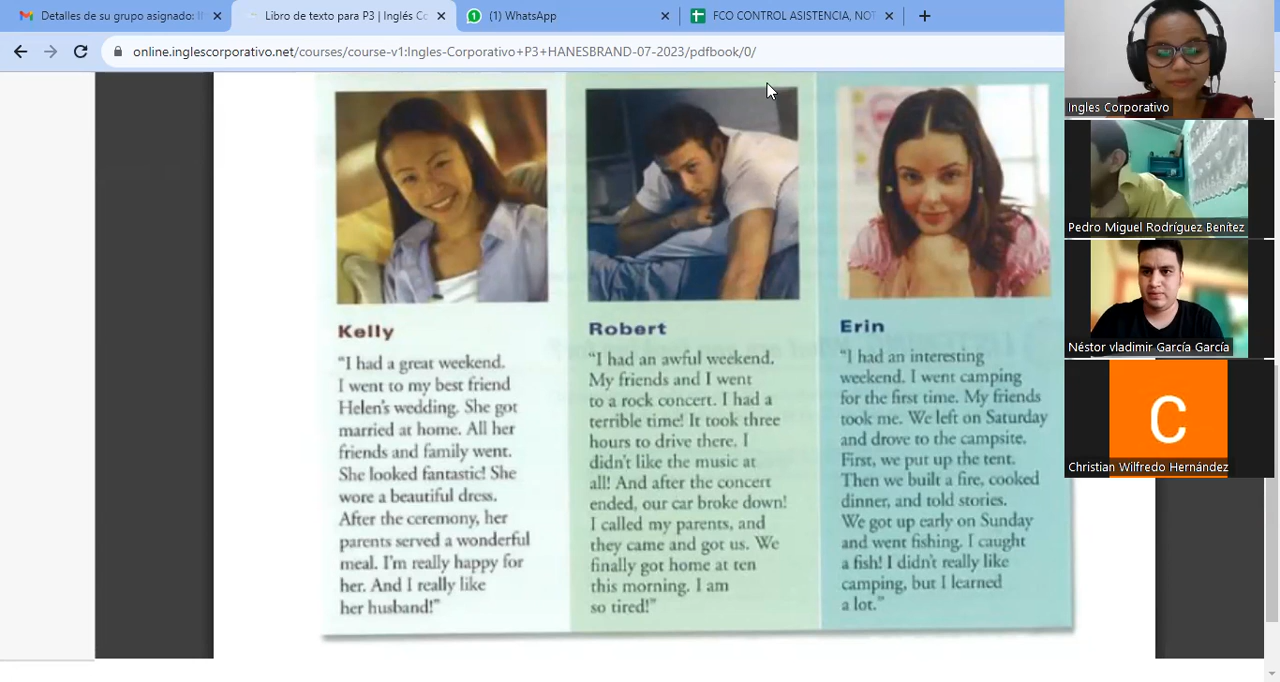 Detalles de su grupo asignado: I
Libro de texto para P3 | Inglés Co
(1) WhatsApp
FCO CONTROL ASISTENCIA, NOT
online.inglescorporativo.net/courses/course-v1:Ingles-Corporativo+P3+HANESBRAND-07-2023/pdfbook/0/
Kelly
"I had a great weekend.
I went to my best friend
Helen's wedding. She got
married at home. All her
friends and family went.
She looked fantastic! She
wore a beautiful dress.
After the ceremony, her
parents served a wonderful
meal. I'm really happy for
her. And I really like
her husband!"
Robert
"I had an awful weekend.
My friends and I went
to a rock concert. I had a
terrible time! It took three
hours to drive there. I
didn't like the music at
all! And after the concert
ended, our car broke down!
I called my parents, and
they came and got us. We
finally got home at ten
this morning. I am
so tired!"
Erin
"I had an interesting
weekend. I went camping
for the first time. My friends
took me. We left on Saturday
and drove to the campsite.
First, we put up the tent.
Then we built a fire, cooked
dinner, and told stories.
We got up early on Sunday
and went fishing. I caught
a fish! I didn't really like
camping, but I learned
a lot."
Ingles Corporativo
Pedro Miguel Rodríguez Benítez
Néstor vladimir García García
C
Christian Wilfredo Hernández